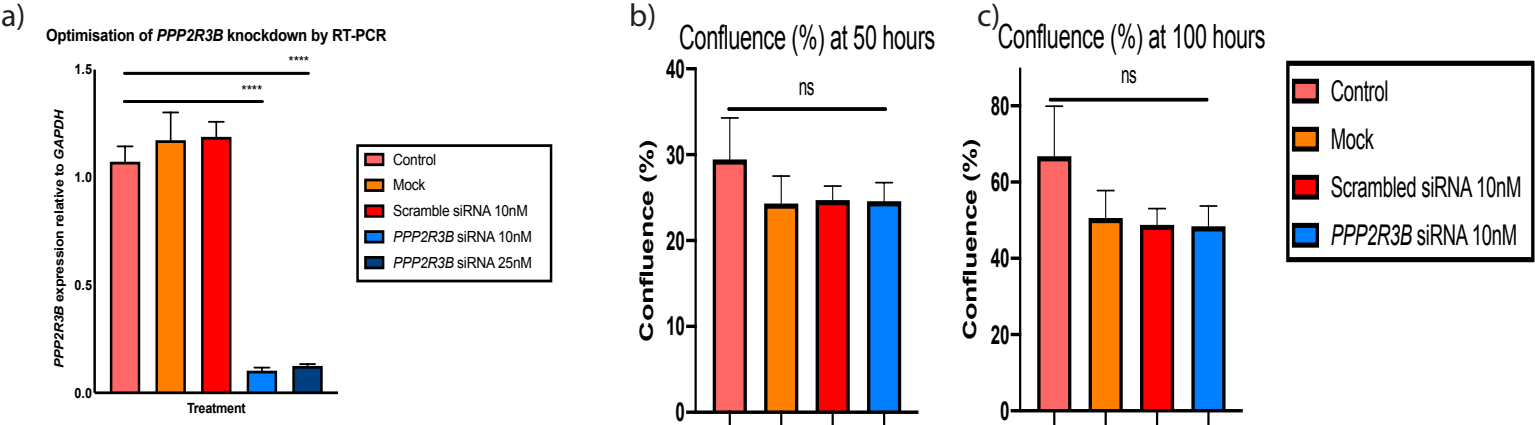 a)
Optimisation of PPP2R3B knockdown by RT-PCR
1.5
1.0
0.5
0.0
PPP2R3B expression relative to GAPDH
****
****
Treatment
Control
Mock
Scramble siRNA 10nM
PPP2R3B siRNA 10nM
PPP2R3B siRNA 25nM
b)
Confluence (%) at 50 hours
40
30
20
10
0
Confluence (%)
ns
c)
Confluence (%) at 100 hours
80
60
40
20
0
Confluence (%)
ns
Control
Mock
Scrambled siRNA 10nM
PPP2R3B siRNA 10nM